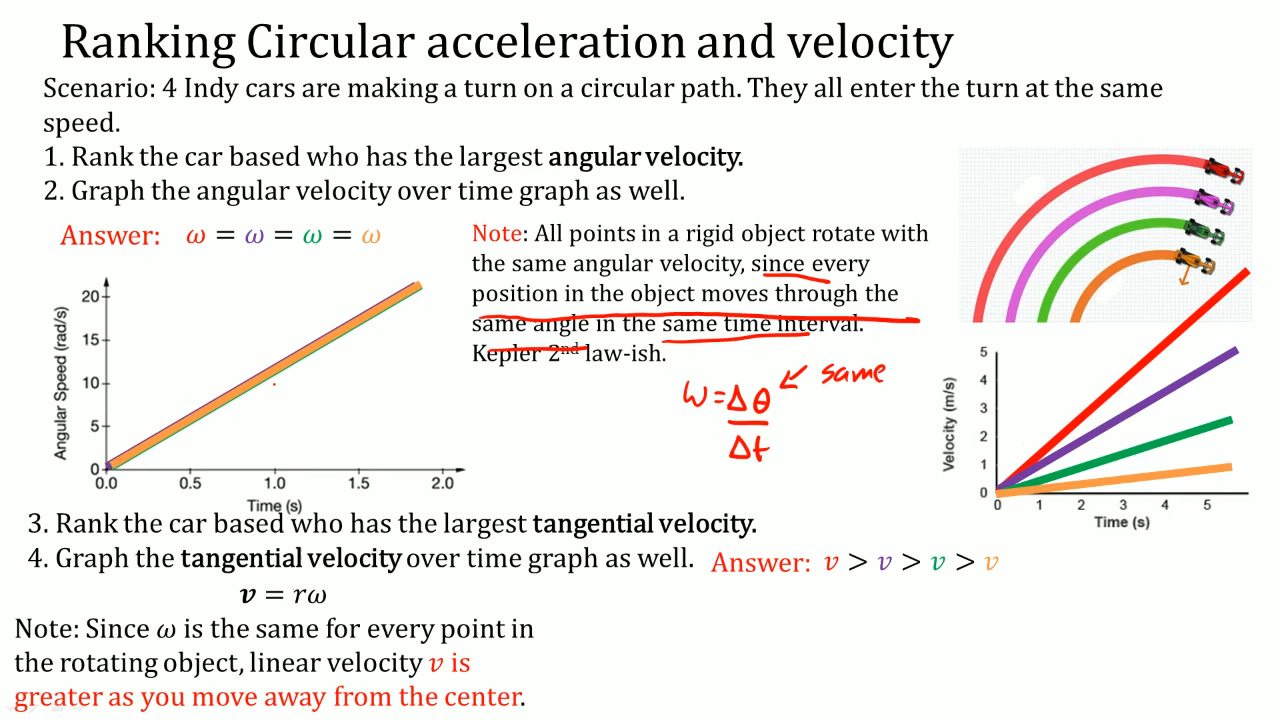 Ranking Circular acceleration and velocity
Scenario: 4 Indy cars are making a turn on a circular path. They all enter the turn at the same
speed.
1. Rank the car based who has the largest angular velocity.
2. Graph the angular velocity over time graph as well.
Answer: ω = ω = ω = ω
Note: All points in a rigid object rotate with
the same angular velocity, since every
position in the object moves through the
same angle in the same time interval.
Kepler 2nd law-ish.
ω = Δθ
Δt
same
Angular Speed (rad/s)
20
15
10
5
0
0.0 0.5 1.0 1.5 2.0
Time (s)
Velocity (m/s)
5
4
3
2
1
0
0 1 2 3 4 5
Time (s)
3. Rank the car based who has the largest tangential velocity.
4. Graph the tangential velocity over time graph as well.
Answer: v > v > v > v
v = rω
Note: Since ω is the same for every point in
the rotating object, linear velocity v is
greater as you move away from the center.